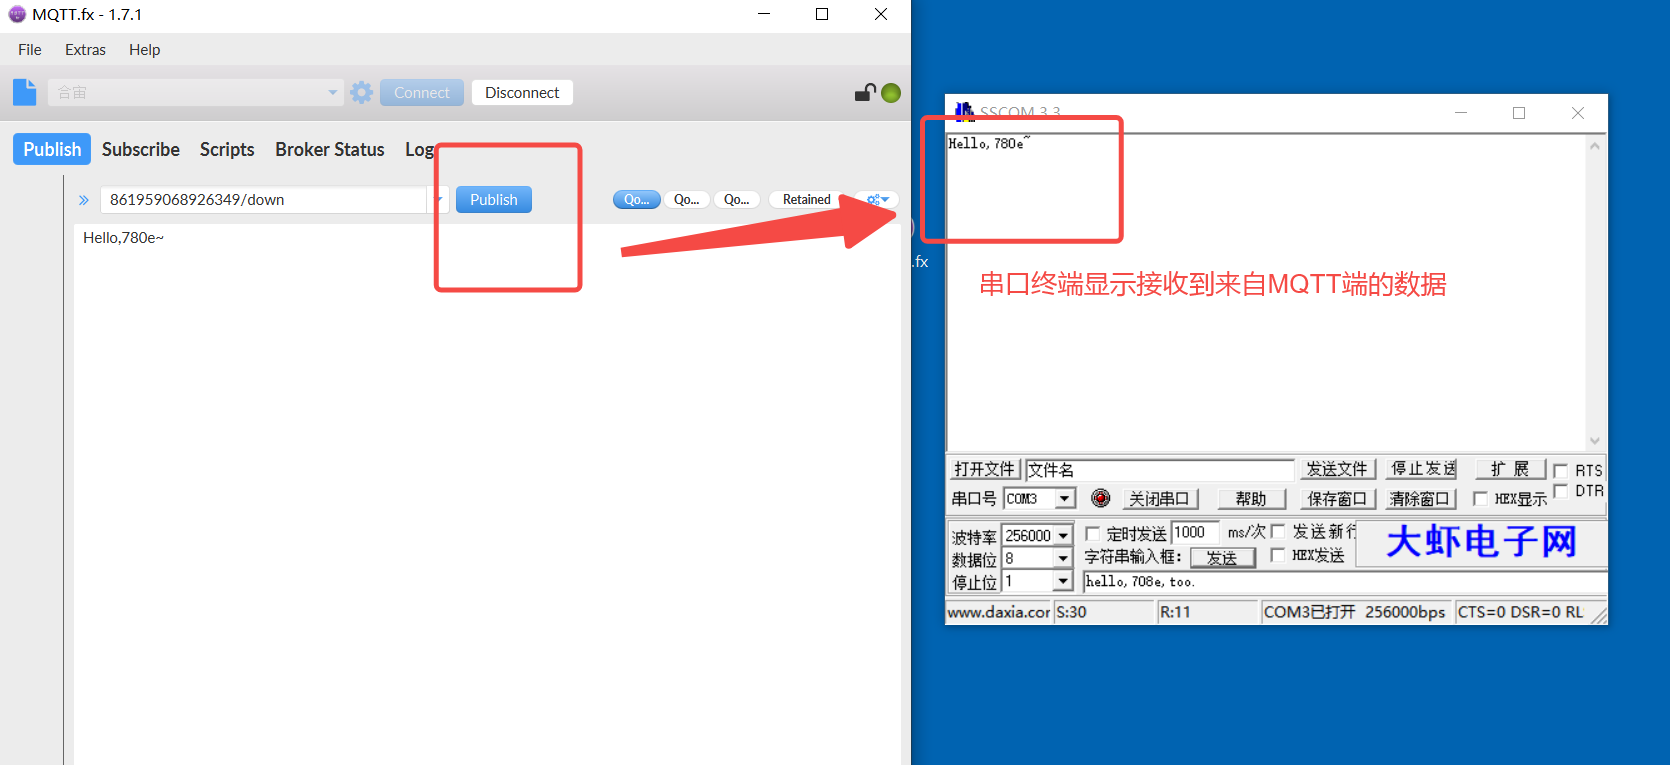 MQTT.fx - 1.7.1
File Extras Help
合宙 Connect Disconnect
Publish Subscribe Scripts Broker Status Log
861959068926349/down Publish Qo... Qo... Qo... Retained
Hello,780e~
.fx
SSCOM 3.3
Hello,780e~
串口终端显示接收到来自MQTT端的数据
打开文件 文件名 发送文件 停止发送 扩 展 RTS
串口号 COM3 关闭串口 帮助 保存窗口 清除窗口 HEX显示 DTR
波特率 256000 定时发送 1000 ms/次 发送新行 大虾电子网
数据位 8 字符串输入框: 发送 HEX发送
停止位 1 hello,708e,too.
www.daxia.cor S:30 R:11 COM3已打开 256000bps CTS=0 DSR=0 RL